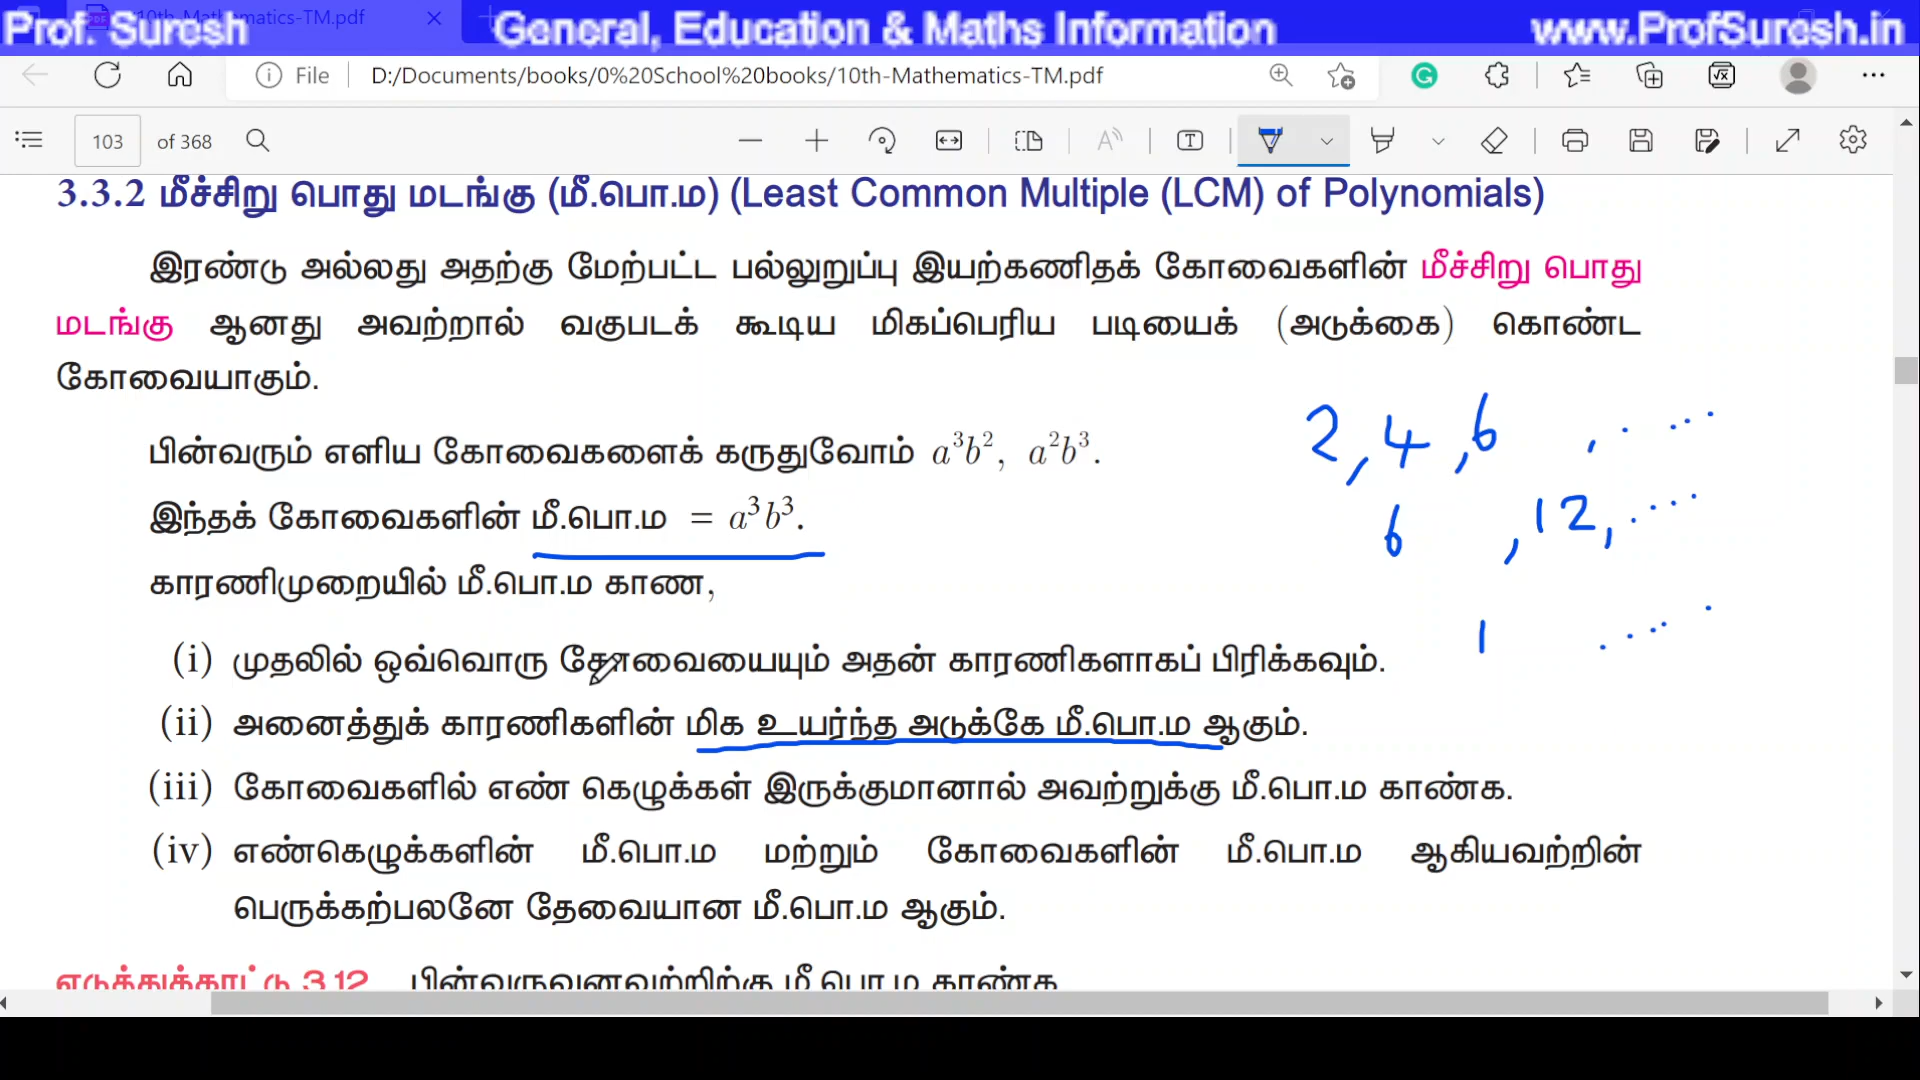 10th-Mathematics-TM.pdf
Prof. Suresh General, Education & Maths Information www.ProfSuresh.in
File D:/Documents/books/0%20School%20books/10th-Mathematics-TM.pdf
103 of 368
3.3.2 மீச்சிறு பொது மடங்கு (மீ.பொ.ம) (Least Common Multiple (LCM) of Polynomials)
இரண்டு அல்லது அதற்கு மேற்பட்ட பல்லுறுப்பு இயற்கணிதக் கோவைகளின் மீச்சிறு பொது
மடங்கு ஆனது அவற்றால் வகுபடக் கூடிய மிகப்பெரிய படியைக் (அடுக்கை) கொண்ட
கோவையாகும்.
பின்வரும் எளிய கோவைகளைக் கருதுவோம் a³b², a²b³.
2, 4, 6 , ....
இந்தக் கோவைகளின் மீ.பொ.ம = a³b³.
6 , 12, ....
காரணிமுறையில் மீ.பொ.ம காண,
1 ....
(i) முதலில் ஒவ்வொரு கோவையையும் அதன் காரணிகளாகப் பிரிக்கவும்.
(ii) அனைத்துக் காரணிகளின் மிக உயர்ந்த அடுக்கே மீ.பொ.ம ஆகும்.
(iii) கோவைகளில் எண் கெழுக்கள் இருக்குமானால் அவற்றுக்கு மீ.பொ.ம காண்க.
(iv) எண்கெழுக்களின் மீ.பொ.ம மற்றும் கோவைகளின் மீ.பொ.ம ஆகியவற்றின்
பெருக்கற்பலனே தேவையான மீ.பொ.ம ஆகும்.
எடுத்துக்காட்டு 3.12 பின்வருவனவற்றிற்கு மீ.பொ.ம காண்க